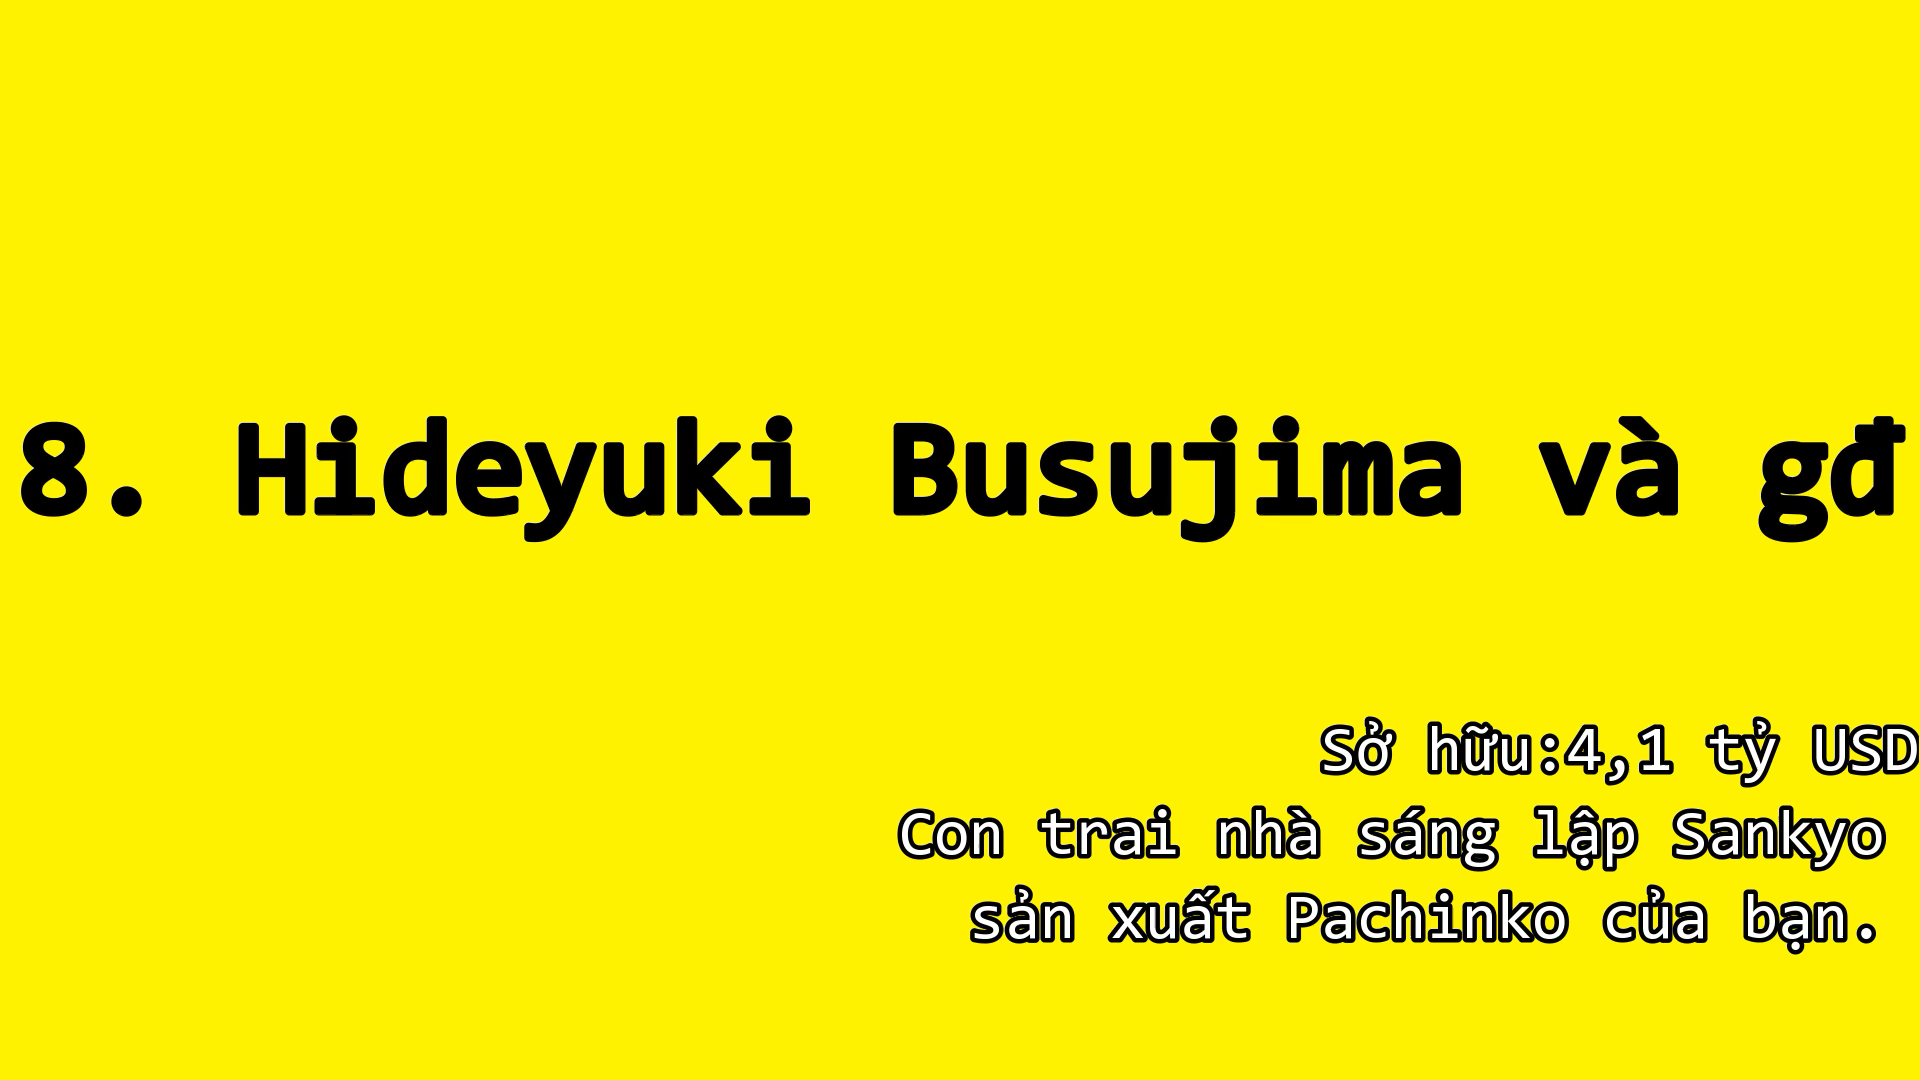 8. Hideyuki Busujima và gđ
Sở hữu:4,1 tỷ USD
Con trai nhà sáng lập Sankyo
sản xuất Pachinko của bạn.